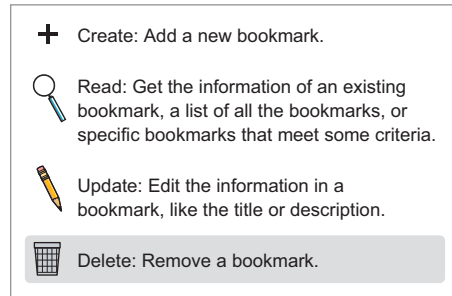 Create: Add a new bookmark.
Read: Get the information of an existing
bookmark, a list of all the bookmarks, or
specific bookmarks that meet some criteria.
Update: Edit the information in a
bookmark, like the title or description.
Delete: Remove a bookmark.